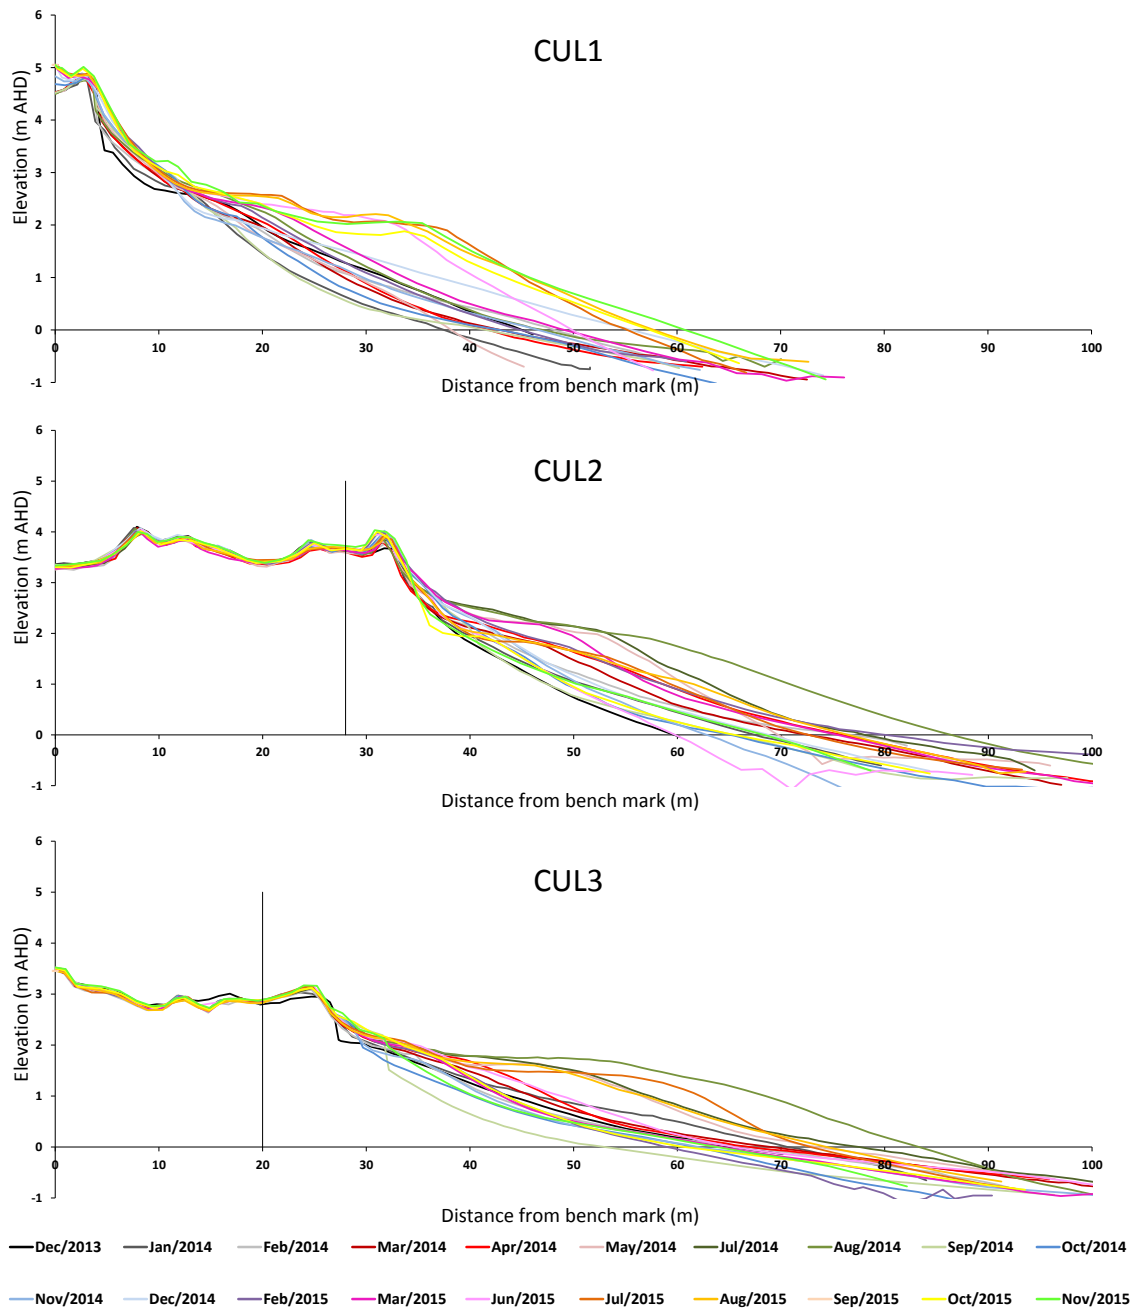 CUL1
Elevation (m AHD)
6
5
4
3
2
1
0
-1
0 10 20 30 40 50 60 70 80 90 100
Distance from bench mark (m)
CUL2
Elevation (m AHD)
6
5
4
3
2
1
0
-1
0 10 20 30 40 50 60 70 80 90 100
Distance from bench mark (m)
CUL3
Elevation (m AHD)
6
5
4
3
2
1
0
-1
0 10 20 30 40 50 60 70 80 90 100
Distance from bench mark (m)
Dec/2013 Jan/2014 Feb/2014 Mar/2014 Apr/2014 May/2014 Jul/2014 Aug/2014 Sep/2014 Oct/2014
Nov/2014 Dec/2014 Feb/2015 Mar/2015 Jun/2015 Jul/2015 Aug/2015 Sep/2015 Oct/2015 Nov/2015